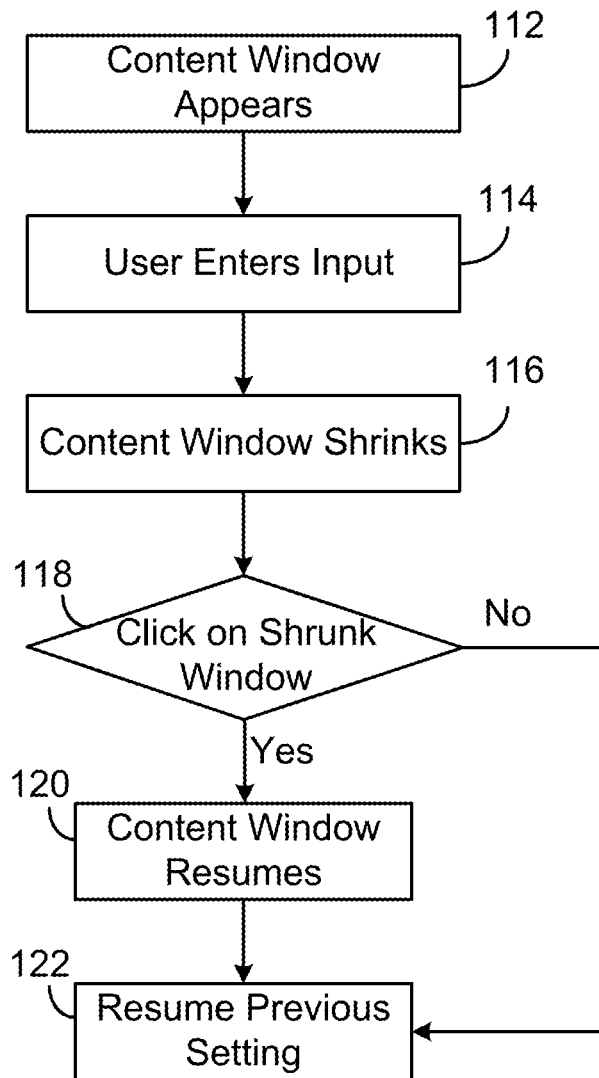 112
Content Window
Appears
114
User Enters Input
116
Content Window Shrinks
118
Click on Shrunk
Window
No
Yes
120
Content Window
Resumes
122
Resume Previous
Setting